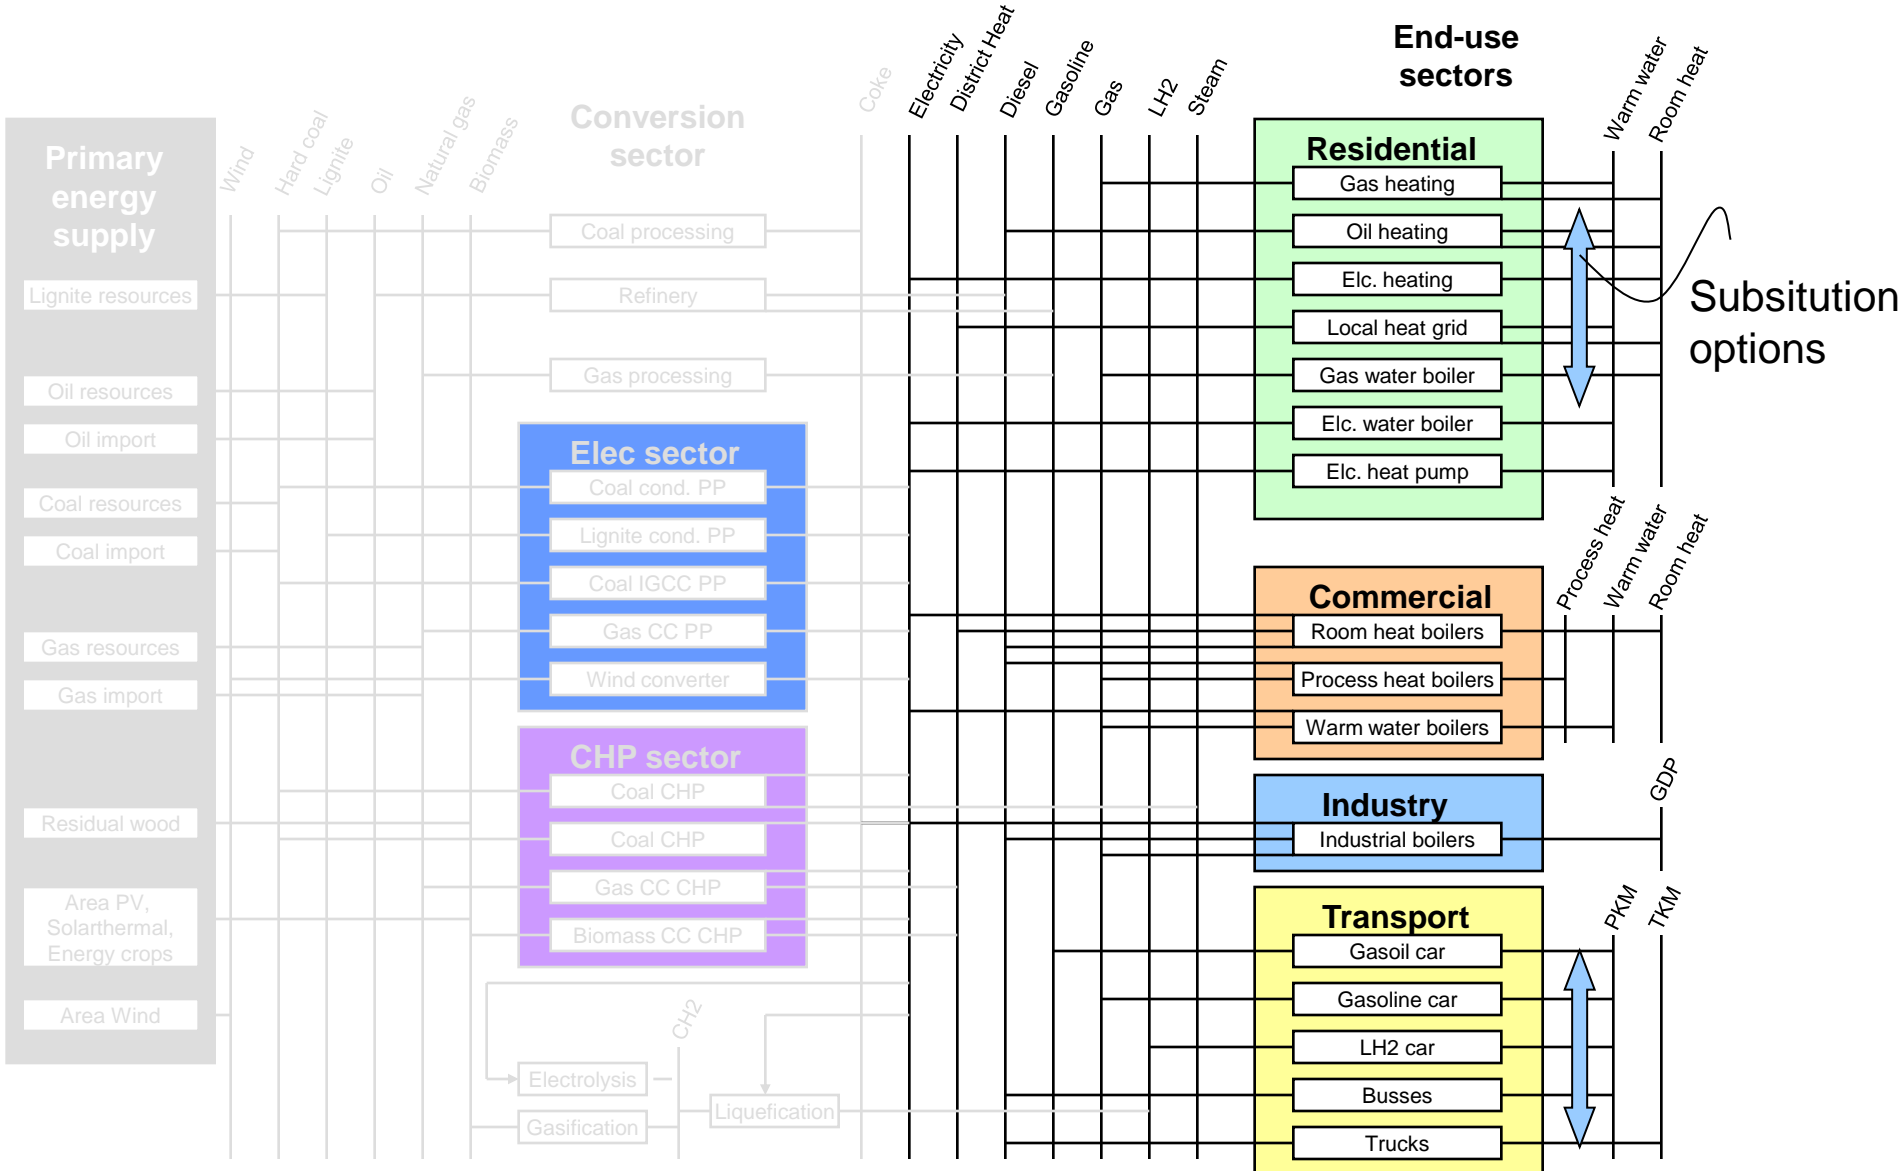 End-use
sectors
Electricity
District Heat
Diesel
Gasoline
Gas
LH2
Steam
Warm water
Room heat
Coke
Conversion
sector
Primary
energy
supply
Wind
Hard coal
Lignite
Oil
Natural gas
Biomass
Residential
Gas heating
Oil heating
Elc. heating
Local heat grid
Gas water boiler
Elc. water boiler
Elc. heat pump
Subsitution
options
Coal processing
Refinery
Gas processing
Lignite resources
Oil resources
Oil import
Coal resources
Coal import
Gas resources
Gas import
Residual wood
Area PV,
Solarthermal,
Energy crops
Area Wind
Elec sector
Coal cond. PP
Lignite cond. PP
Coal IGCC PP
Gas CC PP
Wind converter
CHP sector
Coal CHP
Coal CHP
Gas CC CHP
Biomass CC CHP
CH2
Electrolysis
Gasification
Liquefication
Process heat
Warm water
Room heat
Commercial
Room heat boilers
Process heat boilers
Warm water boilers
GDP
Industry
Industrial boilers
PKM
TKM
Transport
Gasoil car
Gasoline car
LH2 car
Busses
Trucks